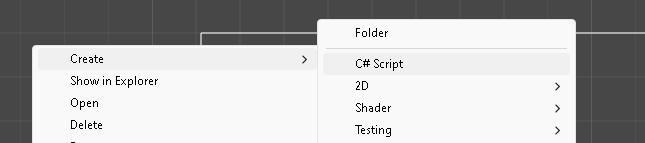 Create
Show in Explorer
Open
Delete
Folder
C# Script
2D
Shader
Testing